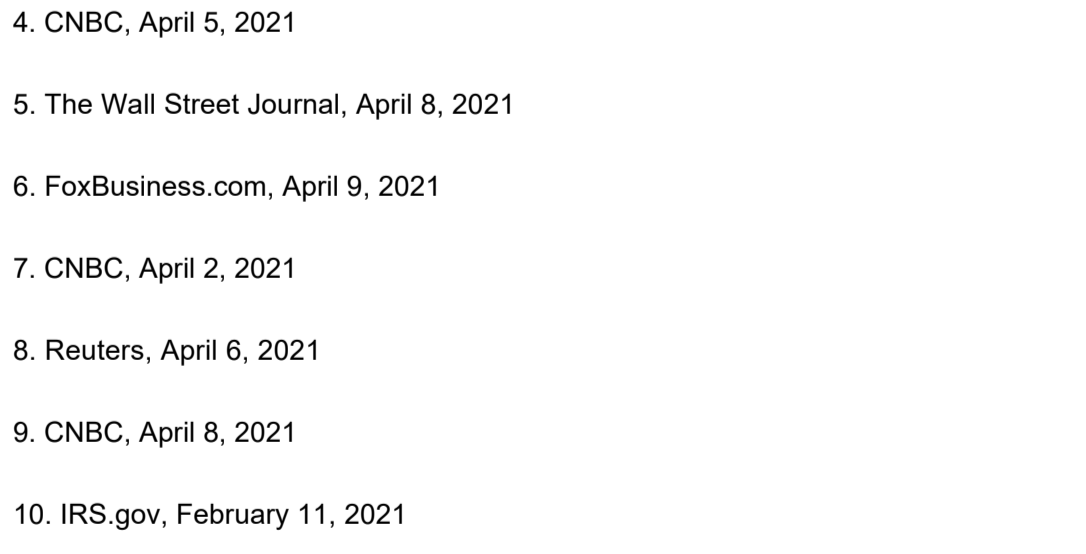 4. CNBC, April 5, 2021
5. The Wall Street Journal, April 8, 2021
6. FoxBusiness.com, April 9, 2021
7. CNBC, April 2, 2021
8. Reuters, April 6, 2021
9. CNBC, April 8, 2021
10. IRS.gov, February 11, 2021